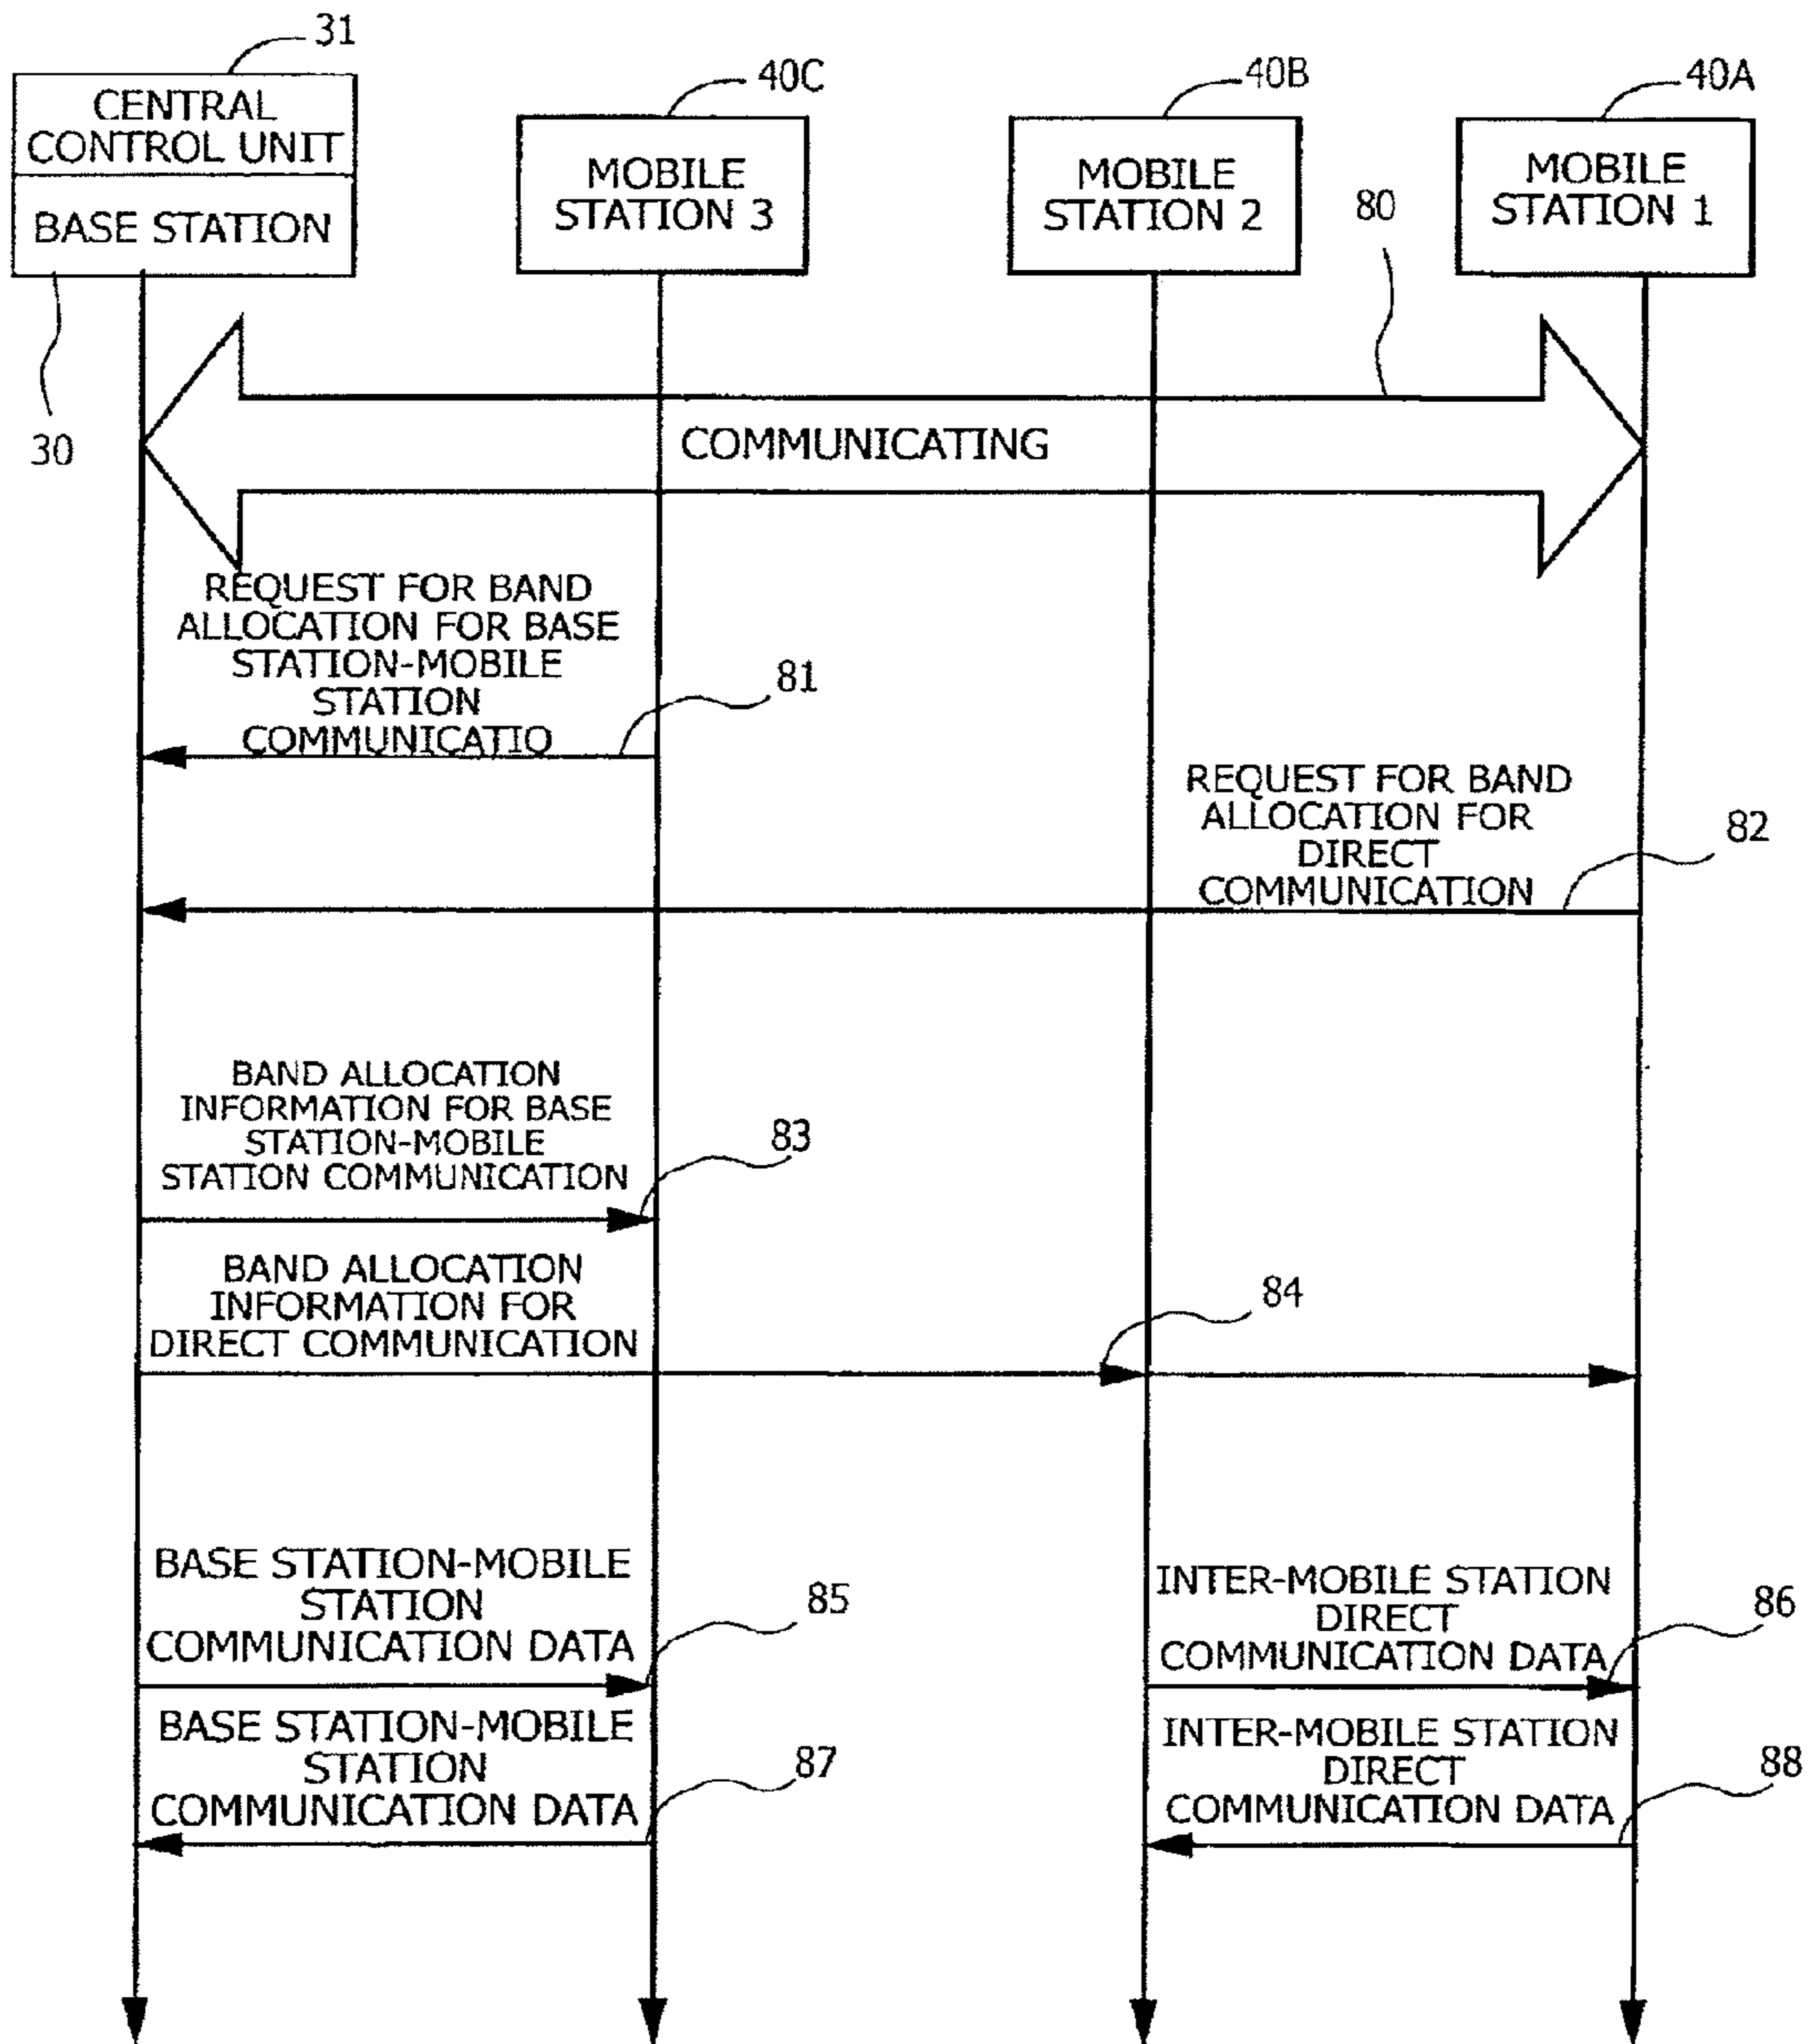 31
40C
40B
40A
CENTRAL
CONTROL UNIT
BASE STATION
MOBILE
STATION 3
MOBILE
STATION 2
MOBILE
STATION 1
80
30
COMMUNICATING
REQUEST FOR BAND
ALLOCATION FOR BASE
STATION-MOBILE
STATION
COMMUNICATIO
81
REQUEST FOR BAND
ALLOCATION FOR
DIRECT
COMMUNICATION
82
BAND ALLOCATION
INFORMATION FOR BASE
STATION-MOBILE
STATION COMMUNICATION
83
BAND ALLOCATION
INFORMATION FOR
DIRECT COMMUNICATION
84
BASE STATION-MOBILE
STATION
COMMUNICATION DATA
85
INTER-MOBILE STATION
DIRECT
COMMUNICATION DATA
86
BASE STATION-MOBILE
STATION
COMMUNICATION DATA
87
INTER-MOBILE STATION
DIRECT
COMMUNICATION DATA
88